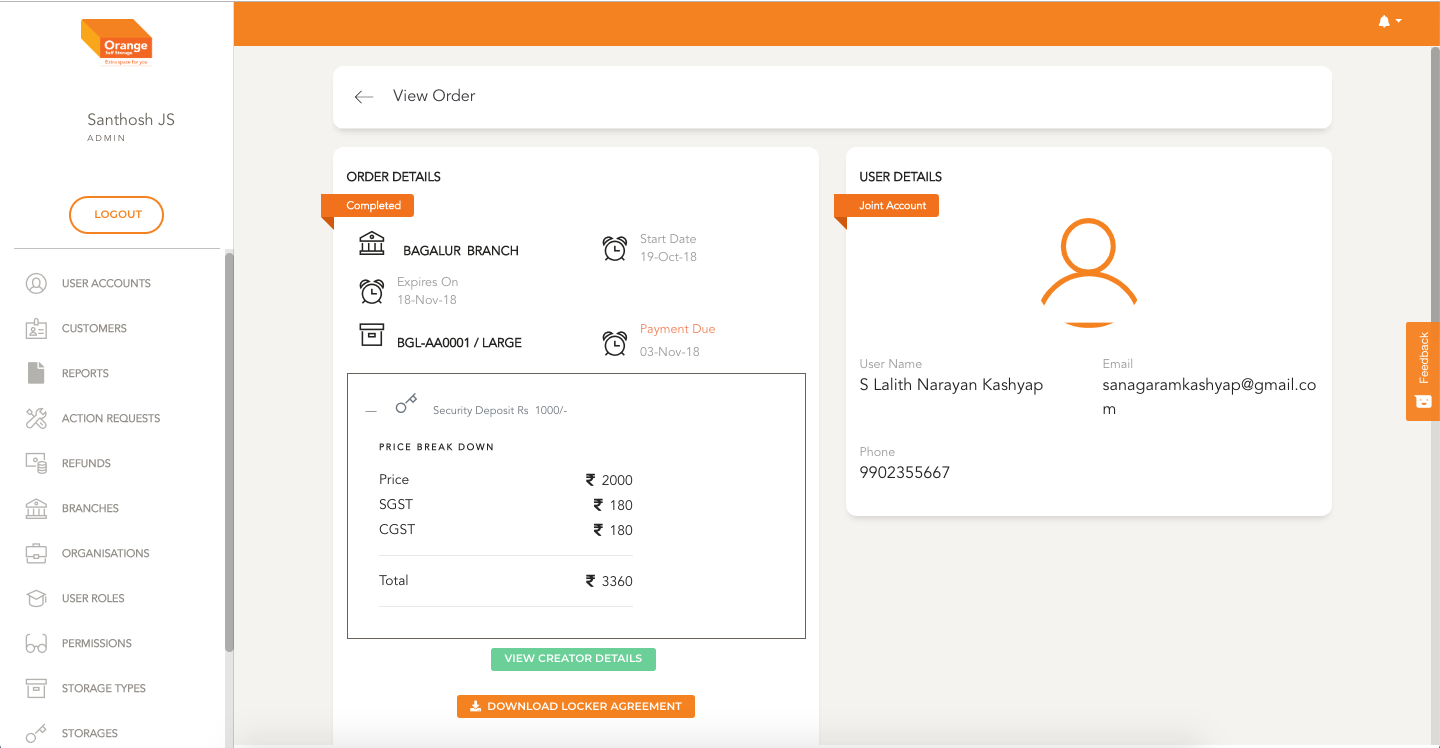 Orange
Self Storage
Extra space for you
Santhosh JS
ADMIN
LOGOUT
USER ACCOUNTS
CUSTOMERS
REPORTS
ACTION REQUESTS
REFUNDS
BRANCHES
ORGANISATIONS
USER ROLES
PERMISSIONS
STORAGE TYPES
STORAGES
View Order
ORDER DETAILS
Completed
BAGALUR BRANCH
Start Date
19-Oct-18
Expires On
18-Nov-18
BGL-AA0001 / LARGE
Payment Due
03-Nov-18
Security Deposit Rs 1000/-
PRICE BREAK DOWN
Price ₹ 2000
SGST ₹ 180
CGST ₹ 180
Total ₹ 3360
VIEW CREATOR DETAILS
DOWNLOAD LOCKER AGREEMENT
USER DETAILS
Joint Account
User Name
S Lalith Narayan Kashyap
Email
sanagaramkashyap@gmail.co
m
Phone
9902355667
Feedback